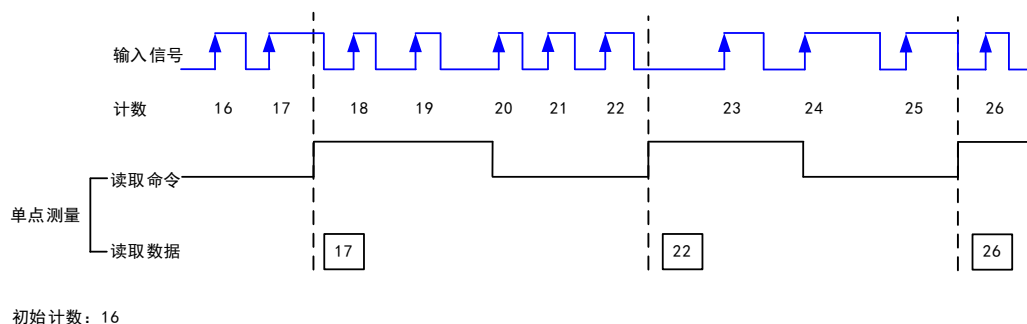 输入信号
计数 16 17 18 19 20 21 22 23 24 25 26
读取命令
单点测量
读取数据 17 22 26
初始计数：16